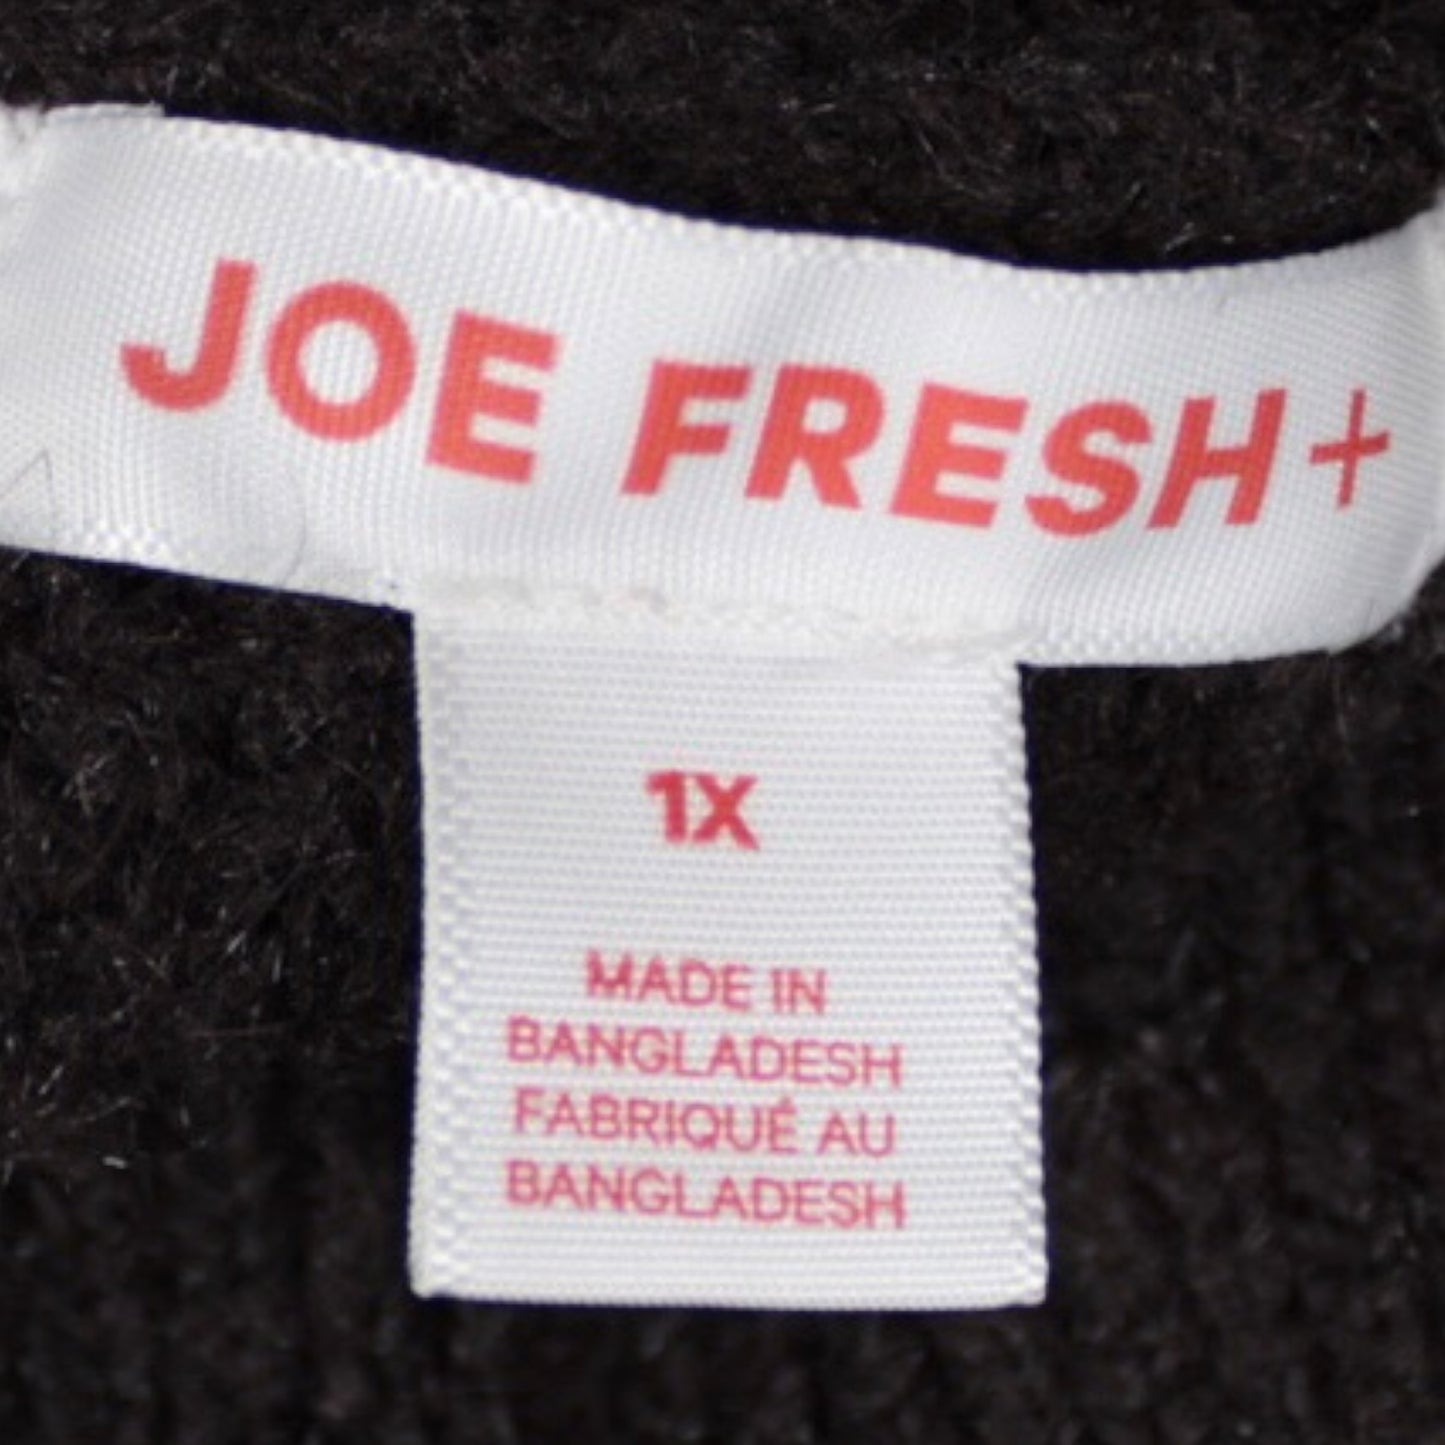 JOE FRESH+
1X
MADE IN
BANGLADESH
FABRIQUÉ AU
BANGLADESH